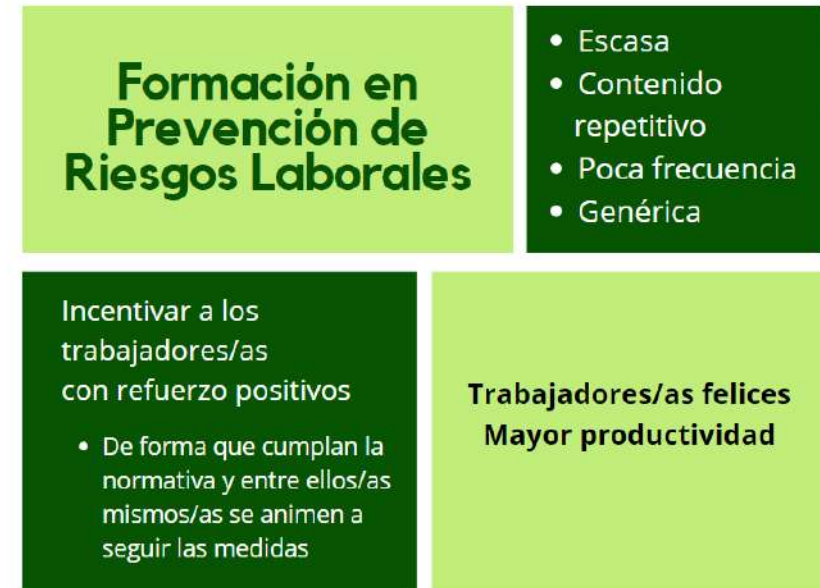 Formación en
Prevención de
Riesgos Laborales
• Escasa
• Contenido
repetitivo
• Poca frecuencia
• Genérica
Incentivar a los
trabajadores/as
con refuerzo positivos
• De forma que cumplan la
normativa y entre ellos/as
mismos/as se animen a
seguir las medidas
Trabajadores/as felices
Mayor productividad